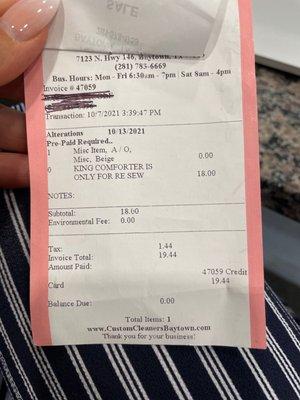 SALE
7123 N. Hwy 146, Baytown, TX
(281) 783-6669
Bus. Hours: Mon - Fri 6:30am - 7pm | Sat 8am - 4pm
Invoice # 47059
Transaction: 10/7/2021 3:39:47 PM
Alterations 10/13/2021
Pre-Paid Required..
1 Misc Item, A / O, 0.00
Misc, Beige
0 KING COMFORTER IS
ONLY FOR RE SEW 18.00
NOTES:
Subtotal: 18.00
Environmental Fee: 0.00
Tax: 1.44
Invoice Total: 19.44
Amount Paid:
47059 Credit
Card 19.44
Balance Due: 0.00
Total Items: 1
www.CustomCleanersBaytown.com
Thank you for your business!